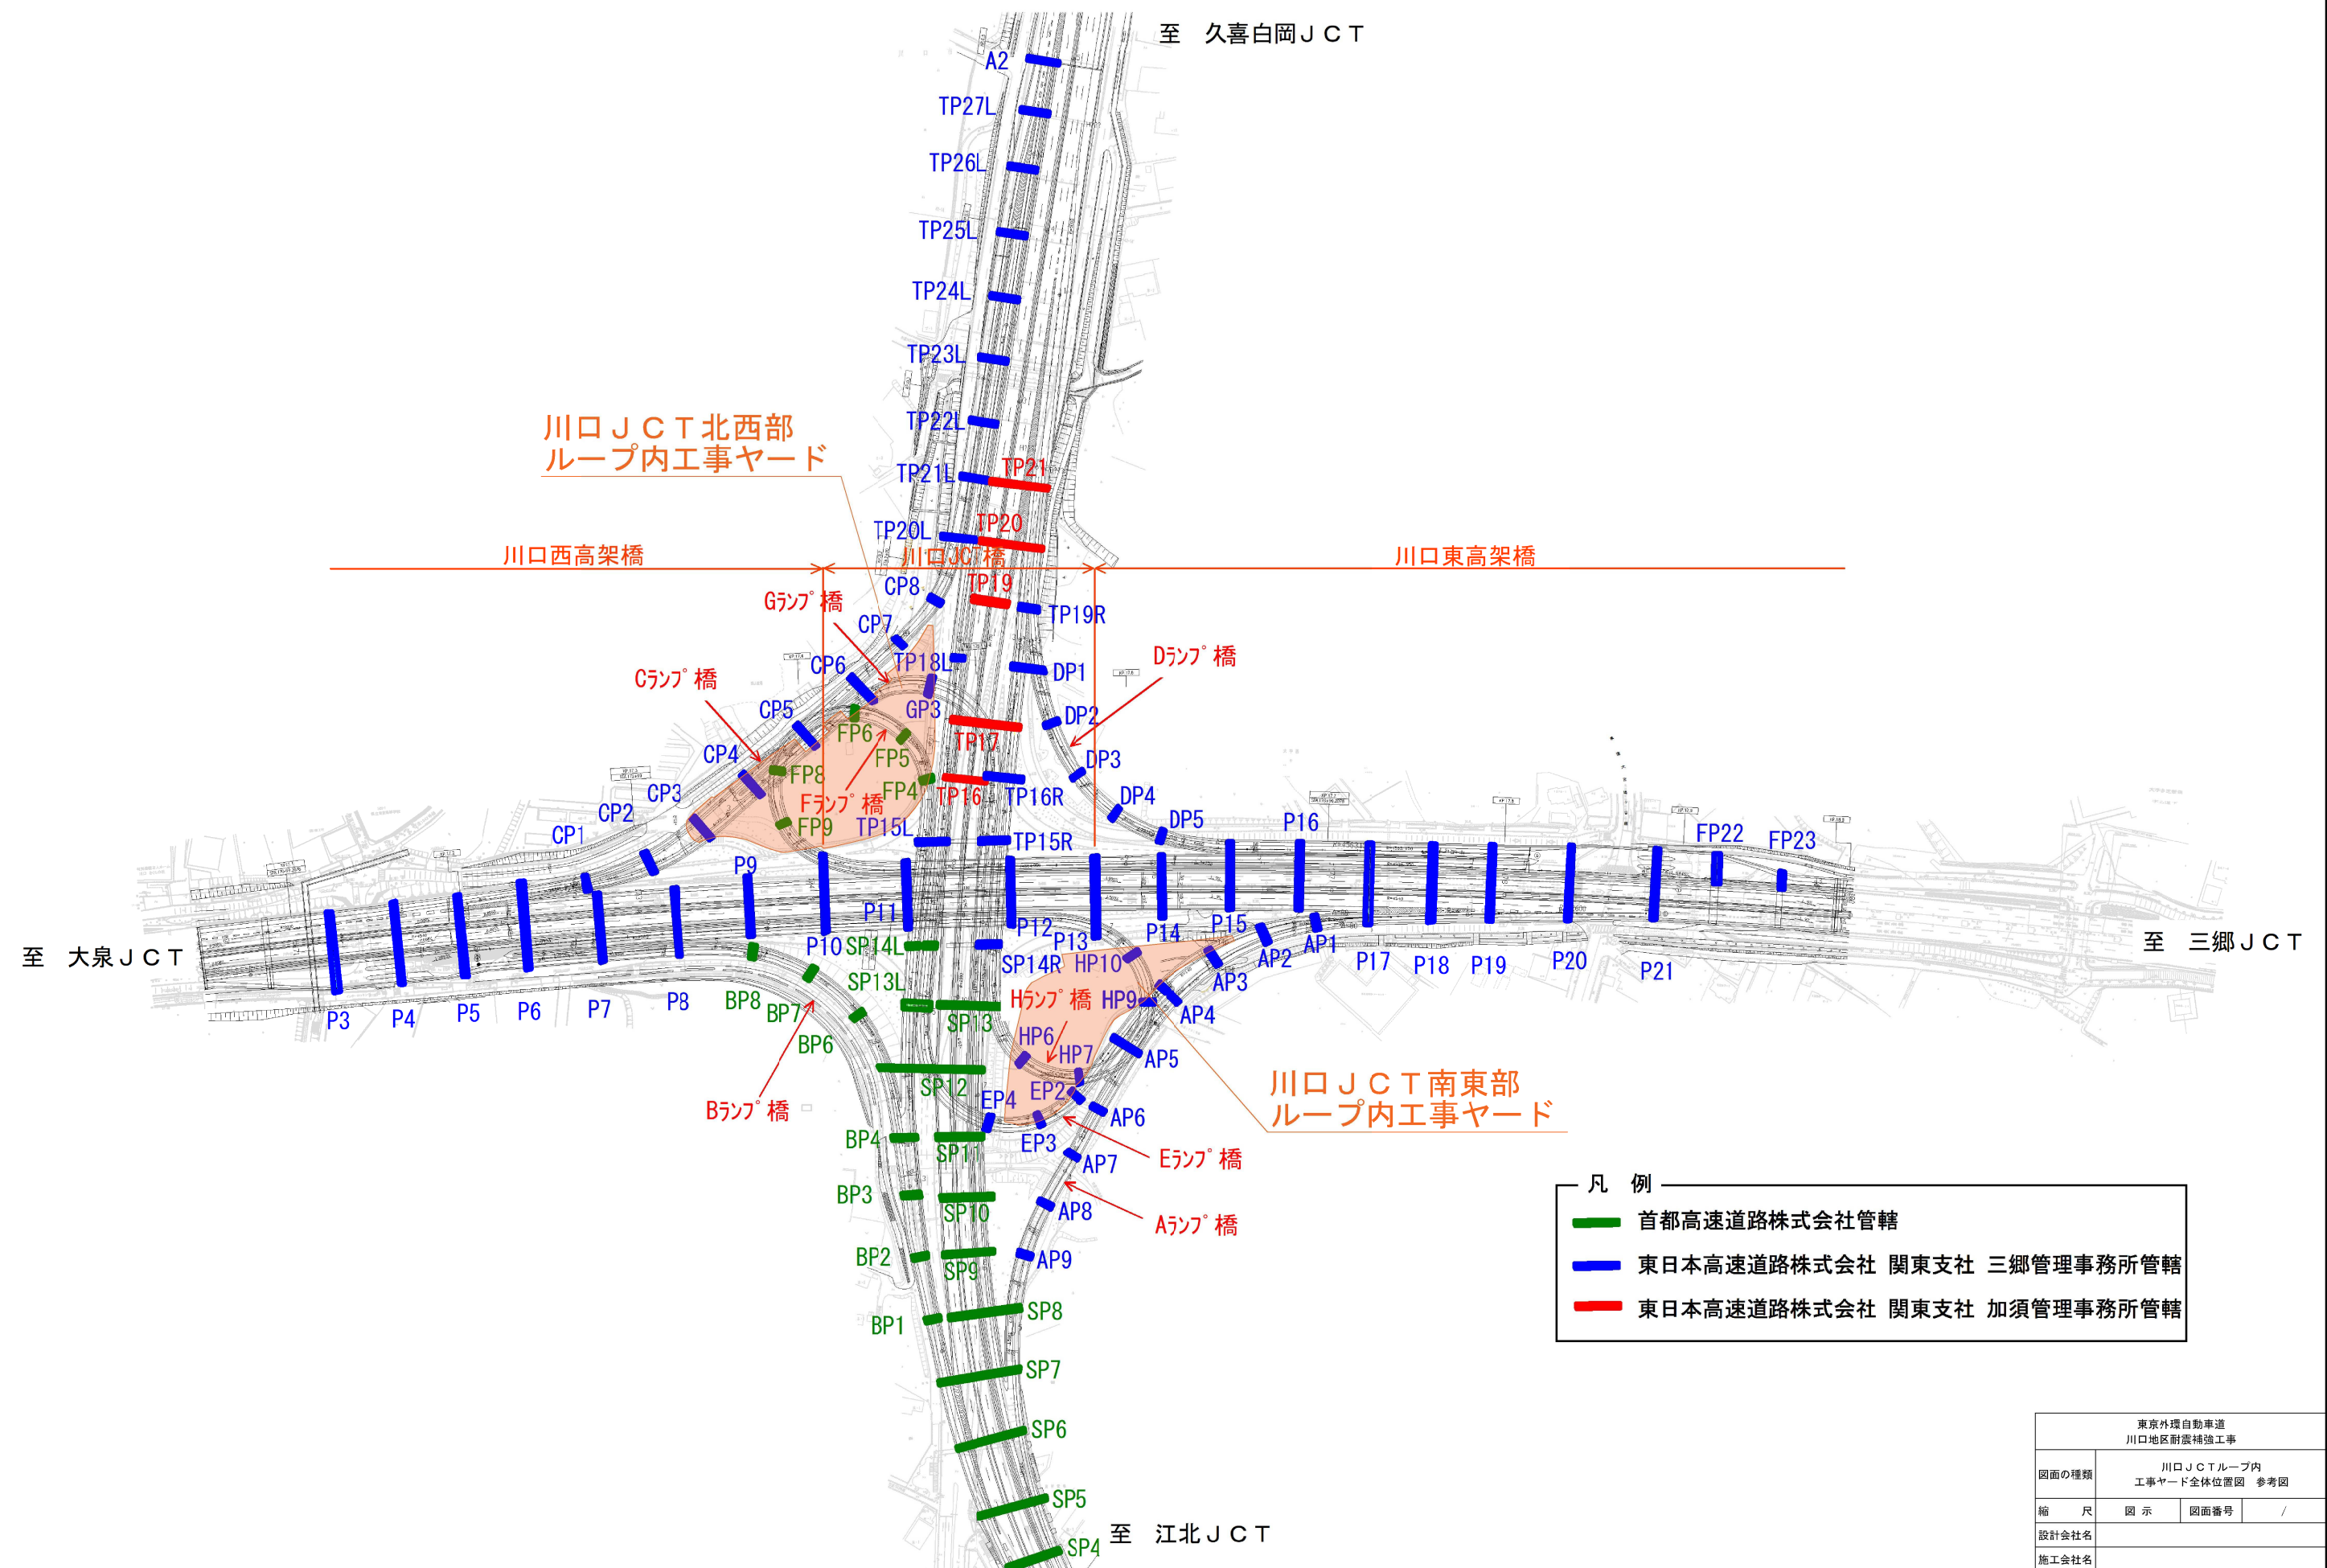 至　久喜白岡ＪＣＴ
A2
TP27L
TP26L
TP25L
TP24L
TP23L
TP22L
川口ＪＣＴ北西部
ループ内工事ヤード
TP21L
TP21
TP20L
TP20
川口西高架橋
川口JCT橋
川口東高架橋
CP8
TP19
TP19R
Gﾗﾝﾌﾟ橋
CP7
CP6
TP18L
DP1
Dﾗﾝﾌﾟ橋
Cﾗﾝﾌﾟ橋
CP5
GP3
DP2
FP6
TP17
CP4
FP5
DP3
FP8
FP4
TP16
TP16R
DP4
CP3
Fﾗﾝﾌﾟ橋
CP2
FP9
TP15L
DP5
P16
CP1
TP15R
FP22
FP23
P9
P11
P12
P15
P10
SP14L
P13
P14
AP2
AP1
至　大泉ＪＣＴ
至　三郷ＪＣＴ
SP14R
HP10
P17
P18
P19
P20
P21
SP13L
AP3
BP8
Hﾗﾝﾌﾟ橋
HP9
P3
P4
P5
P6
P7
P8
BP7
SP13
AP4
BP6
HP6
HP7
AP5
SP12
EP2
EP4
川口ＪＣＴ南東部
ループ内工事ヤード
Bﾗﾝﾌﾟ橋
AP6
BP4
SP11
EP3
Eﾗﾝﾌﾟ橋
AP7
BP3
SP10
AP8
Aﾗﾝﾌﾟ橋
BP2
SP9
AP9
BP1
SP8
SP7
SP6
SP5
SP4
至　江北ＪＣＴ
凡　例
首都高速道路株式会社管轄
東日本高速道路株式会社 関東支社 三郷管理事務所管轄
東日本高速道路株式会社 関東支社 加須管理事務所管轄
東京外環自動車道
川口地区耐震補強工事
図面の種類
川口ＪＣＴループ内
工事ヤード全体位置図　参考図
縮　尺
図 示
図面番号
/
設計会社名
施工会社名